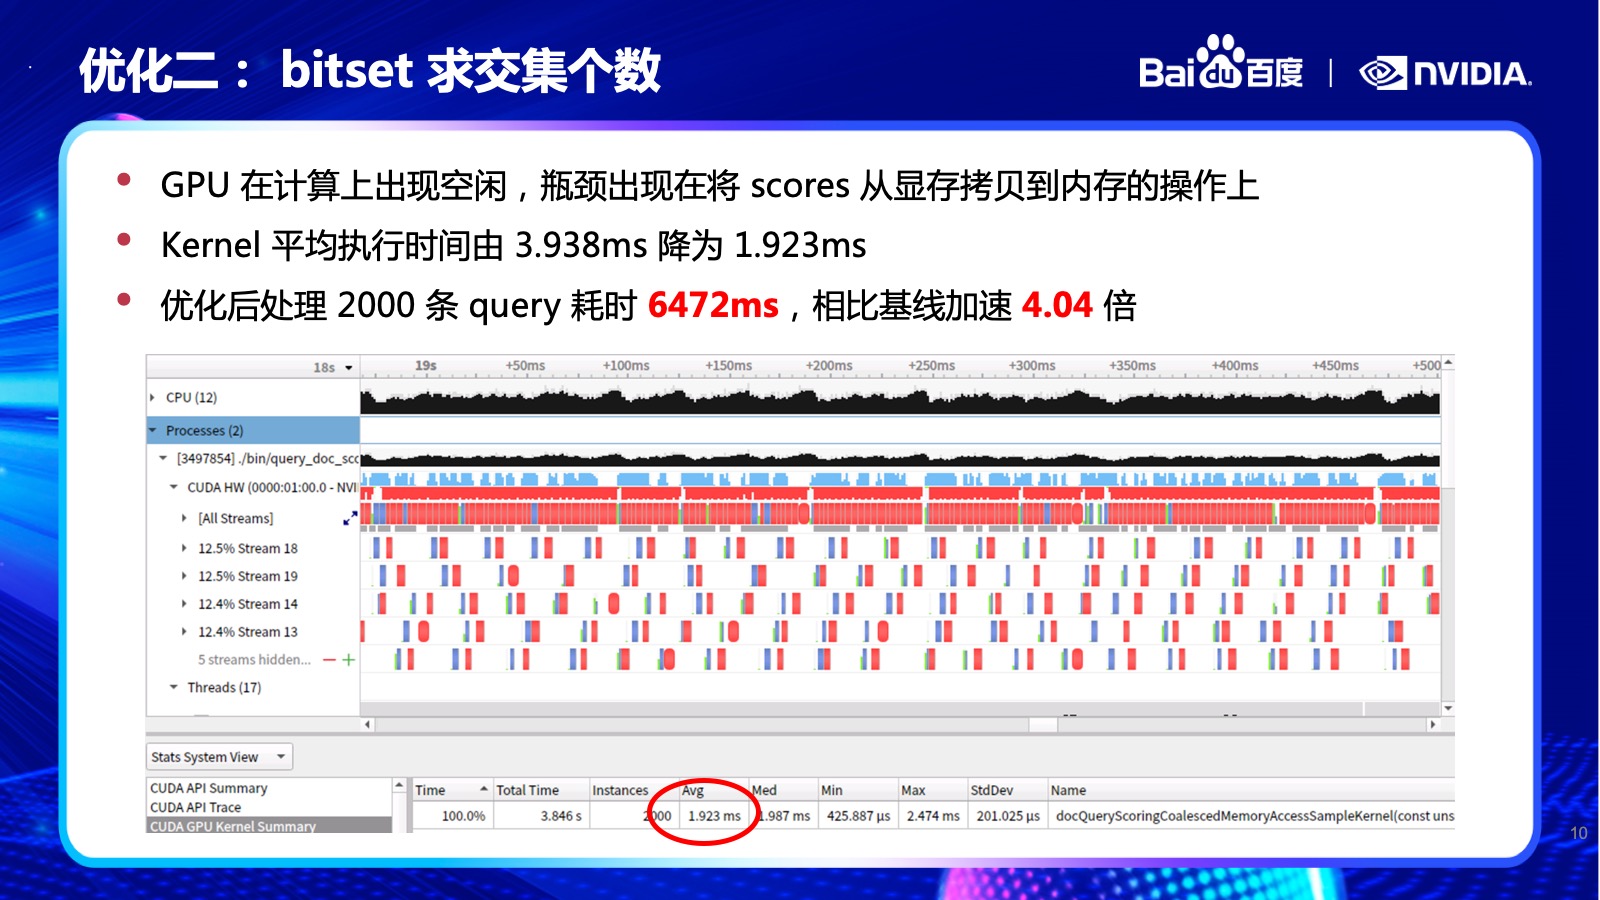 优化二： bitset 求交集个数
Baidu百度 | NVIDIA.
• GPU 在计算上出现空闲，瓶颈出现在将 scores 从显存拷贝到内存的操作上
• Kernel 平均执行时间由 3.938ms 降为 1.923ms
• 优化后处理 2000 条 query 耗时 6472ms，相比基线加速 4.04 倍
18s 19s +50ms +100ms +150ms +200ms +250ms +300ms +350ms +400ms +450ms +500
CPU (12)
Processes (2)
[3497854] ./bin/query_doc_sco
CUDA HW (0000:01:00.0 - NVI
[All Streams]
12.5% Stream 18
12.5% Stream 19
12.4% Stream 14
12.4% Stream 13
5 streams hidden... − +
Threads (17)
Stats System View
CUDA API Summary
CUDA API Trace
CUDA GPU Kernel Summary
Time Total Time Instances Avg Med Min Max StdDev Name
100.0% 3.846 s 2000 1.923 ms 1.987 ms 425.887 μs 2.474 ms 201.025 μs docQueryScoringCoalescedMemoryAccessSampleKernel(const uns
10